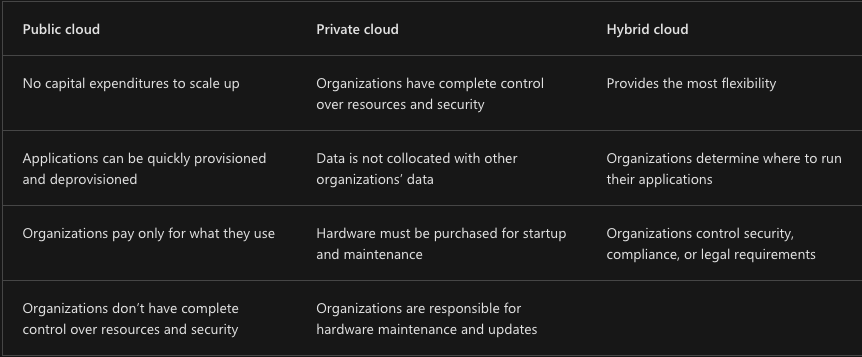 Public cloud
Private cloud
Hybrid cloud
No capital expenditures to scale up
Organizations have complete control
over resources and security
Provides the most flexibility
Applications can be quickly provisioned
and deprovisioned
Data is not collocated with other
organizations’ data
Organizations determine where to run
their applications
Organizations pay only for what they use
Hardware must be purchased for startup
and maintenance
Organizations control security,
compliance, or legal requirements
Organizations don’t have complete
control over resources and security
Organizations are responsible for
hardware maintenance and updates